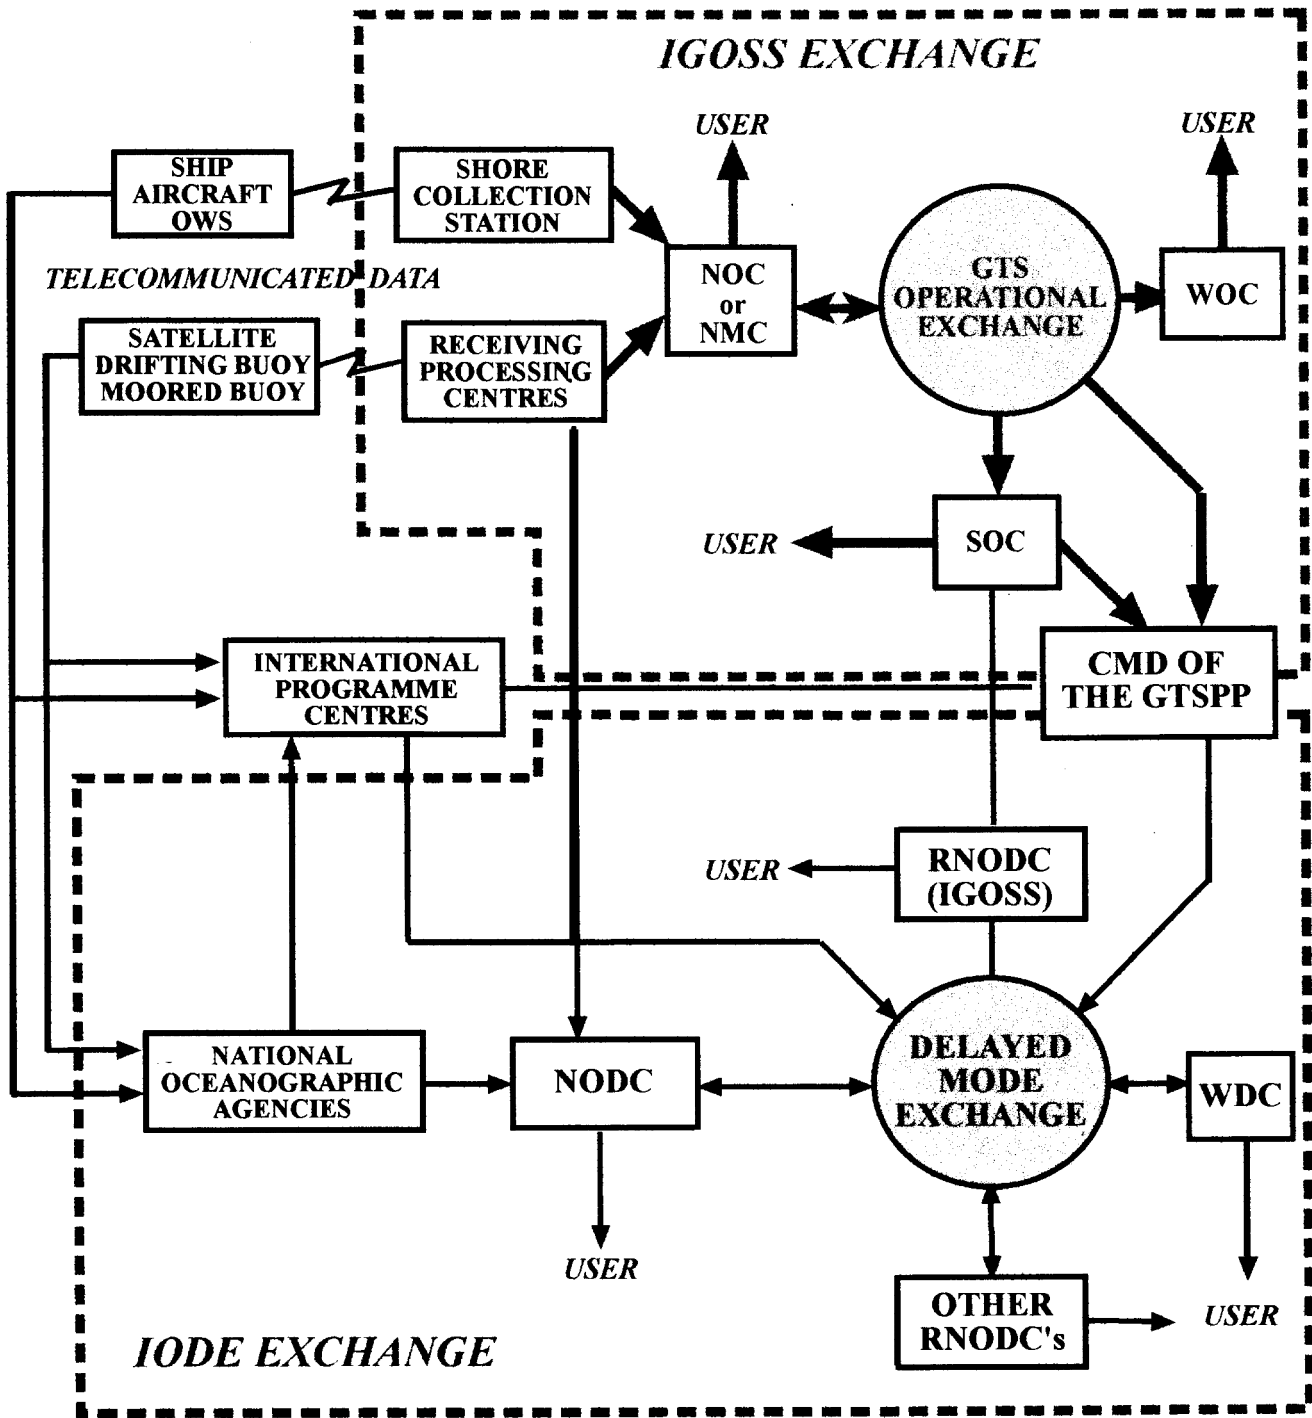 IGOSS EXCHANGE
USER
USER
SHIP
AIRCRAFT
OWS
SHORE
COLLECTION
STATION
NOC
or
NMC
GTS
OPERATIONAL
EXCHANGE
WOC
TELECOMMUNICATED DATA
SATELLITE
DRIFTING BUOY
MOORED BUOY
RECEIVING
PROCESSING
CENTRES
USER
SOC
INTERNATIONAL
PROGRAMME
CENTRES
CMD OF
THE GTSPP
USER
RNODC
(IGOSS)
NATIONAL
OCEANOGRAPHIC
AGENCIES
NODC
DELAYED
MODE
EXCHANGE
WDC
USER
OTHER
RNODC's
USER
IODE EXCHANGE